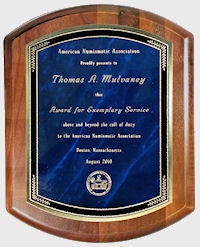 American Numismatic Association
Proudly presents to
Thomas A. Mulvaney
this
Award for Exemplary Service
above and beyond the call of duty
to the American Numismatic Association
Boston, Massachusetts
August 2010